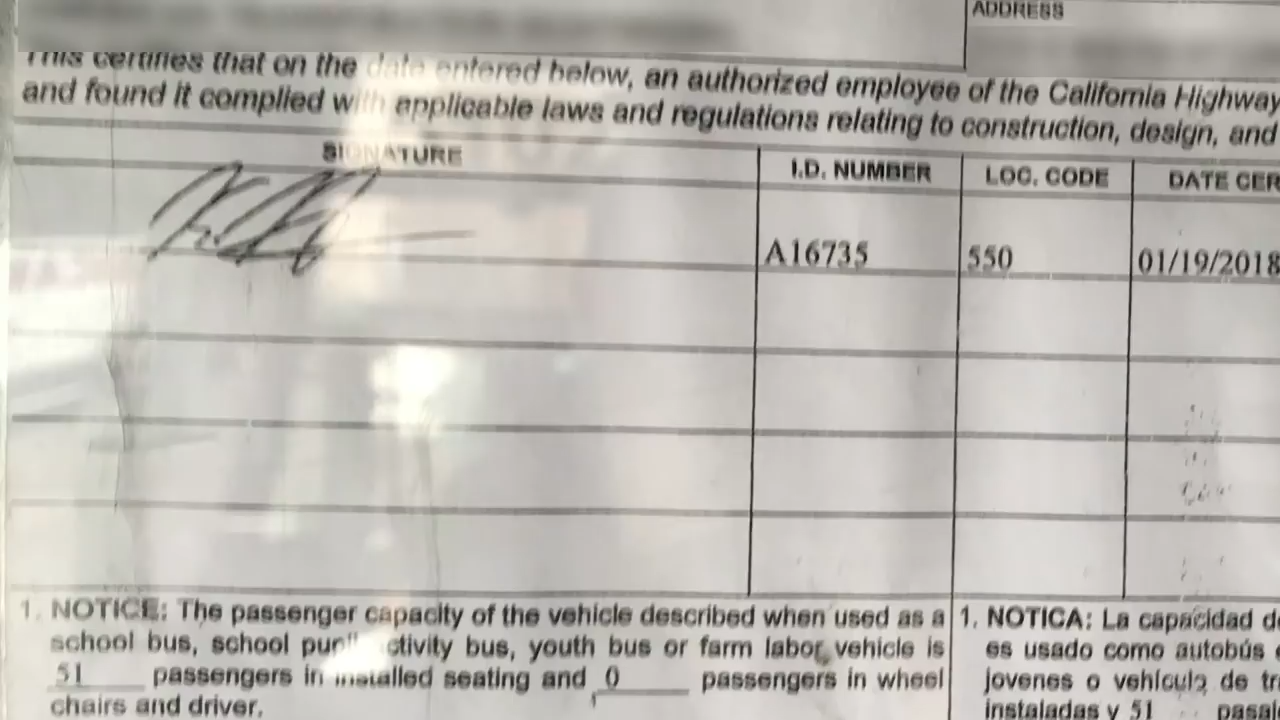 ADDRESS
This certifies that on the date entered below, an authorized employee of the California Highway
and found it complied with applicable laws and regulations relating to construction, design, and
SIGNATURE I.D. NUMBER LOC. CODE DATE CER
A16735 550 01/19/2018
1. NOTICE: The passenger capacity of the vehicle described when used as a
school bus, school pupil activity bus, youth bus or farm labor vehicle is
51 passengers in installed seating and 0 passengers in wheel
chairs and driver.
1. NOTICA: La capacidad de
es usado como autobús
jovenes o vehículo de tr
instaladas y 51 pasaj